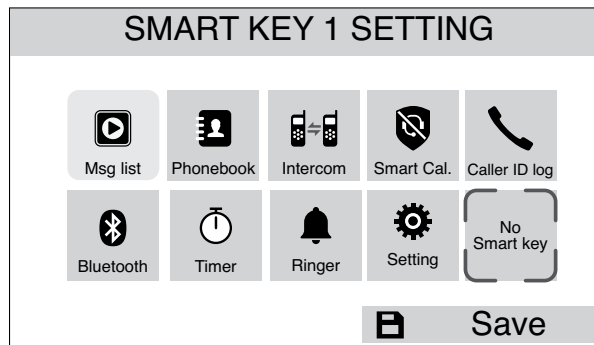 SMART KEY 1 SETTING
Msg list
Phonebook
Intercom
Smart Cal.
Caller ID log
Bluetooth
Timer
Ringer
Setting
No
Smart key
Save